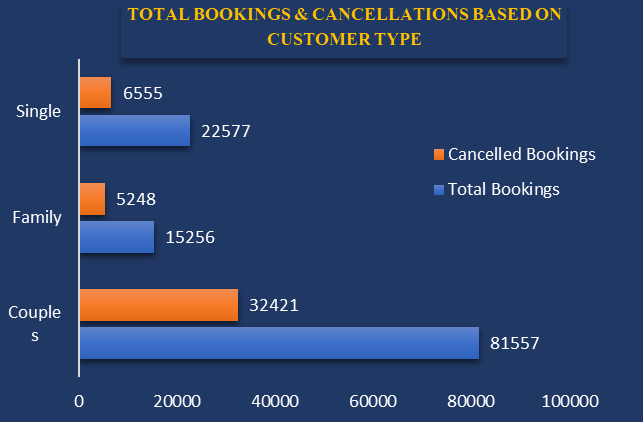 TOTAL BOOKINGS & CANCELLATIONS BASED ON
CUSTOMER TYPE
6555
Single
22577
Cancelled Bookings
Total Bookings
5248
Family
15256
32421
Couple
s
81557
0 20000 40000 60000 80000 100000